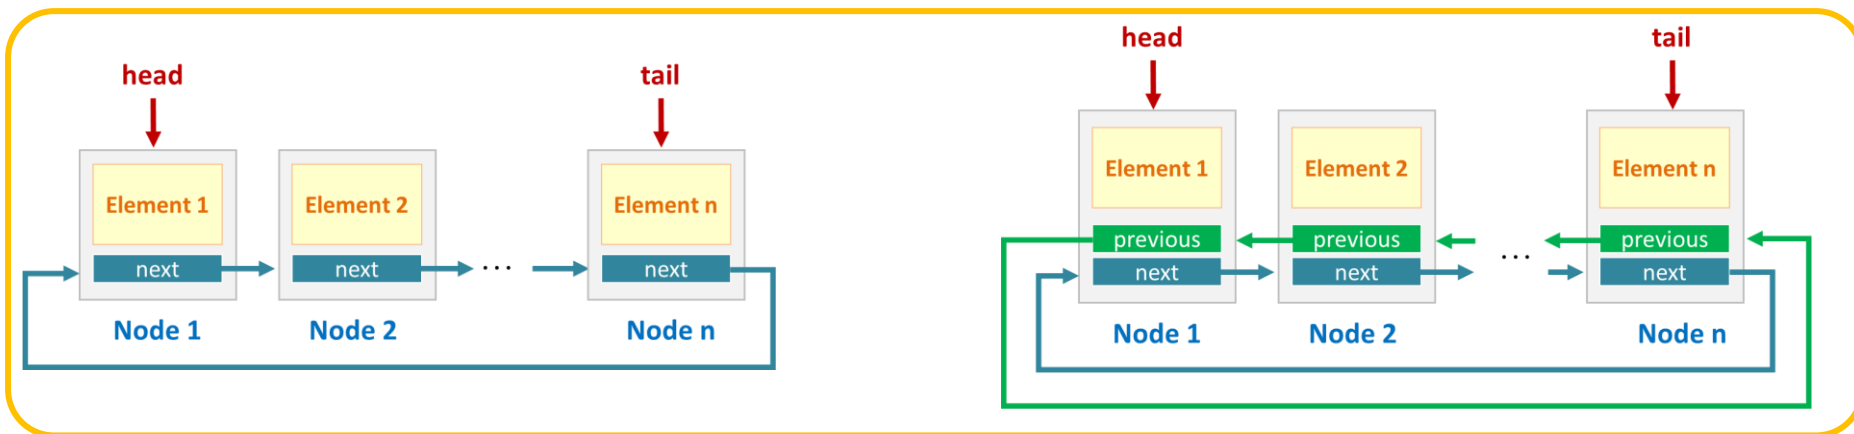 head tail
Element 1 Element 2 Element n
next next ... next
Node 1 Node 2 Node n
head tail
Element 1 Element 2 Element n
previous previous previous
next next ... next
Node 1 Node 2 Node n